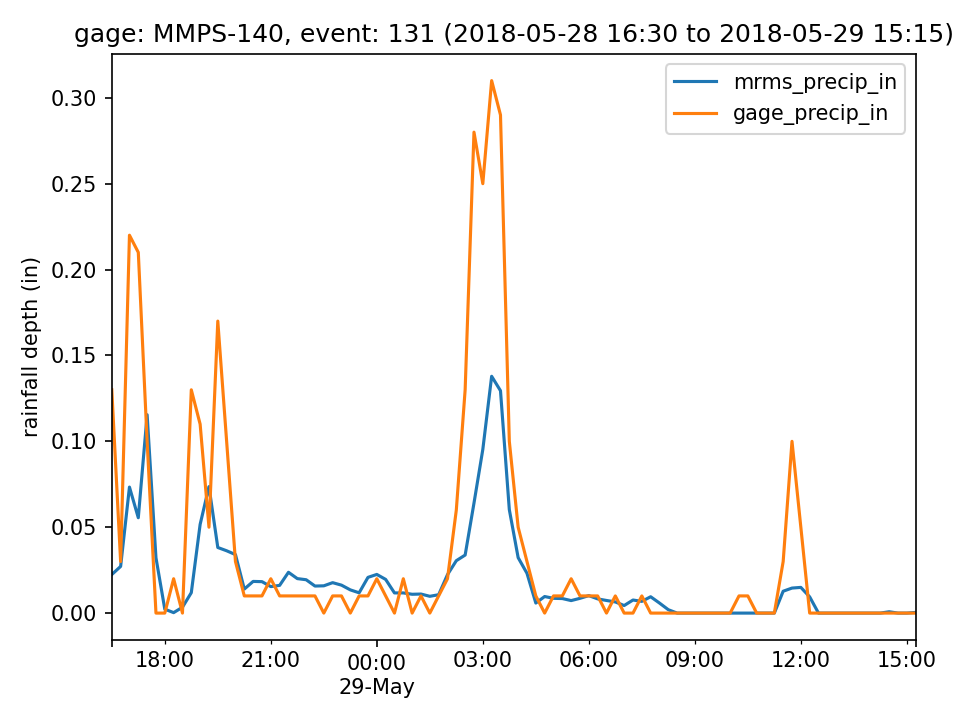 gage: MMPS-140, event: 131 (2018-05-28 16:30 to 2018-05-29 15:15)
mrms_precip_in
gage_precip_in
rainfall depth (in)
0.30
0.25
0.20
0.15
0.10
0.05
0.00
18:00 21:00 00:00 03:00 06:00 09:00 12:00 15:00
29-May